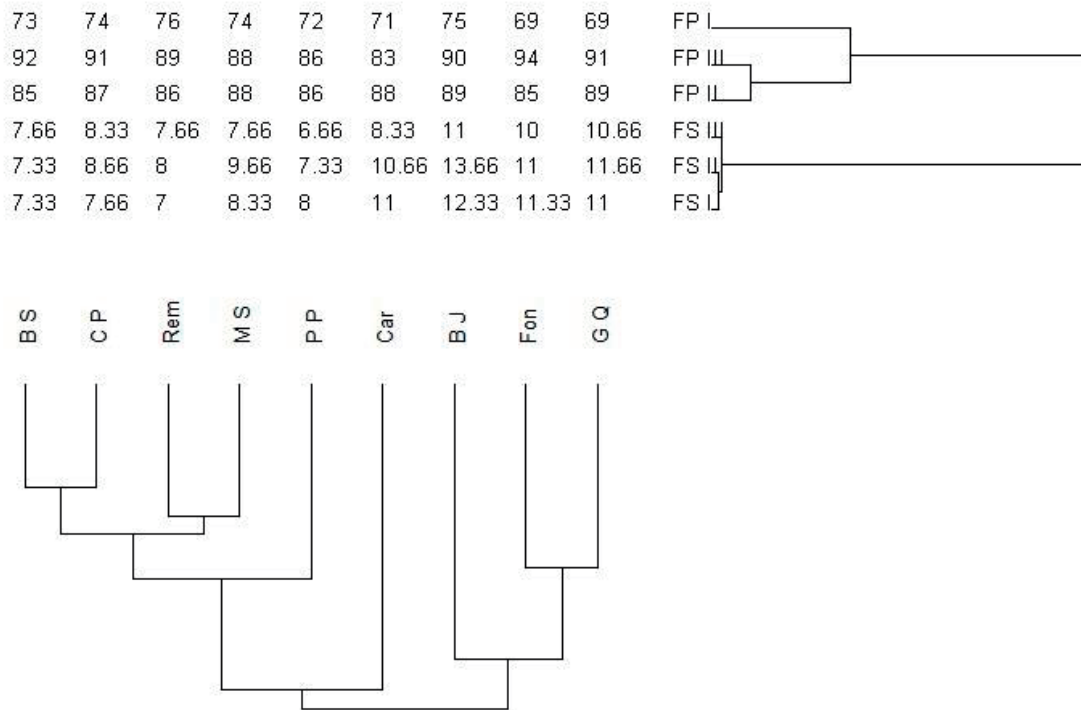 73 74 76 74 72 71 75 69 69 FP I
92 91 89 88 86 83 90 94 91 FP III
85 87 86 88 86 88 89 85 89 FP II
7.66 8.33 7.66 7.66 6.66 8.33 11 10 10.66 FS III
7.33 8.66 8 9.66 7.33 10.66 13.66 11 11.66 FS II
7.33 7.66 7 8.33 8 11 12.33 11.33 11 FS I
B S C P Rem M S P P Car B J Fon G Q